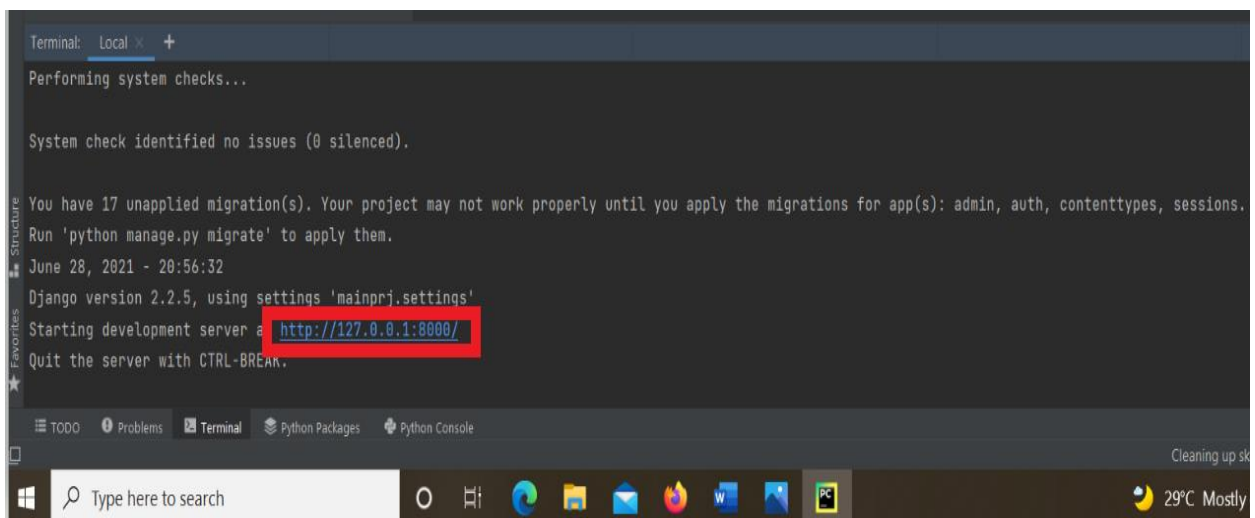 Terminal: Local × +
Performing system checks...
System check identified no issues (0 silenced).
You have 17 unapplied migration(s). Your project may not work properly until you apply the migrations for app(s): admin, auth, contenttypes, sessions.
Run 'python manage.py migrate' to apply them.
June 28, 2021 - 20:56:32
Django version 2.2.5, using settings 'mainprj.settings'
Starting development server a http://127.0.0.1:8000/
Quit the server with CTRL-BREAK.
Structure
Favorites
TODO Problems Terminal Python Packages Python Console
Cleaning up sk
Type here to search W PC 29°C Mostly